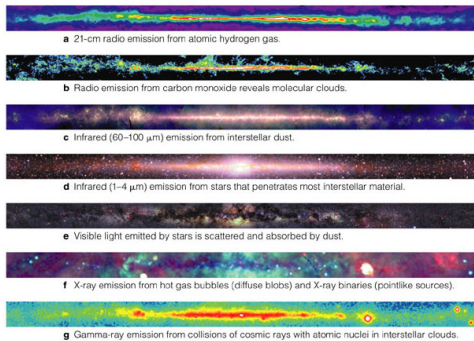 a 21-cm radio emission from atomic hydrogen gas.
b Radio emission from carbon monoxide reveals molecular clouds.
c Infrared (60–100 μm) emission from interstellar dust.
d Infrared (1–4 μm) emission from stars that penetrates most interstellar material.
e Visible light emitted by stars is scattered and absorbed by dust.
f X-ray emission from hot gas bubbles (diffuse blobs) and X-ray binaries (pointlike sources).
g Gamma-ray emission from collisions of cosmic rays with atomic nuclei in interstellar clouds.